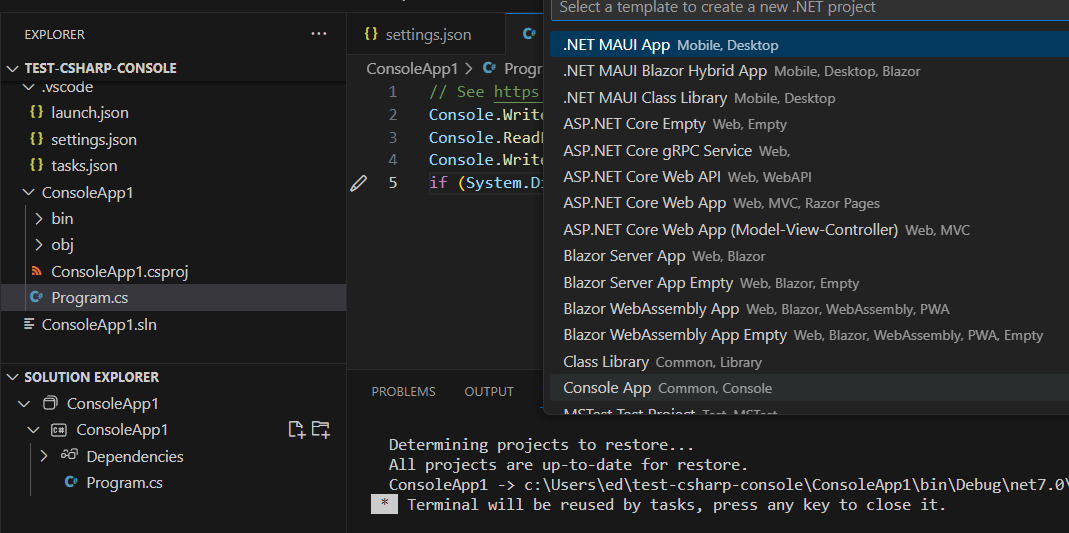 EXPLORER
TEST-CSHARP-CONSOLE
.vscode
{} launch.json
{} settings.json
{} tasks.json
ConsoleApp1
bin
obj
ConsoleApp1.csproj
C# Program.cs
ConsoleApp1.sln
SOLUTION EXPLORER
ConsoleApp1
C# ConsoleApp1
Dependencies
C# Program.cs
{} settings.json
ConsoleApp1 > C# Progr
1 // See https
2 Console.Write
3 Console.Read
4 Console.Write
5 if (System.Di
Select a template to create a new .NET project
.NET MAUI App Mobile, Desktop
.NET MAUI Blazor Hybrid App Mobile, Desktop, Blazor
.NET MAUI Class Library Mobile, Desktop
ASP.NET Core Empty Web, Empty
ASP.NET Core gRPC Service Web,
ASP.NET Core Web API Web, WebAPI
ASP.NET Core Web App Web, MVC, Razor Pages
ASP.NET Core Web App (Model-View-Controller) Web, MVC
Blazor Server App Web, Blazor
Blazor Server App Empty Web, Blazor, Empty
Blazor WebAssembly App Web, Blazor, WebAssembly, PWA
Blazor WebAssembly App Empty Web, Blazor, WebAssembly, PWA, Empty
Class Library Common, Library
Console App Common, Console
MSTest Test Project Test, MSTest
PROBLEMS OUTPUT
Determining projects to restore...
All projects are up-to-date for restore.
ConsoleApp1 -> c:\Users\ed\test-csharp-console\ConsoleApp1\bin\Debug\net7.0\
* Terminal will be reused by tasks, press any key to close it.